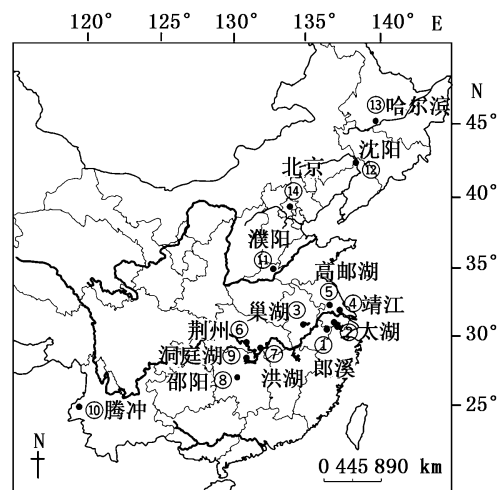 120° 125° 130° 135° 140° E
N
⑬哈尔滨
45°
沈阳
⑫
北京
⑭
40°
濮阳
⑪
35°
高邮湖
⑤
④靖江
巢湖③
荆州⑥
30°
②太湖
①
洞庭湖⑨
⑦
郎溪
邵阳⑧
洪湖
25°
⑩腾冲
N
0 445 890 km